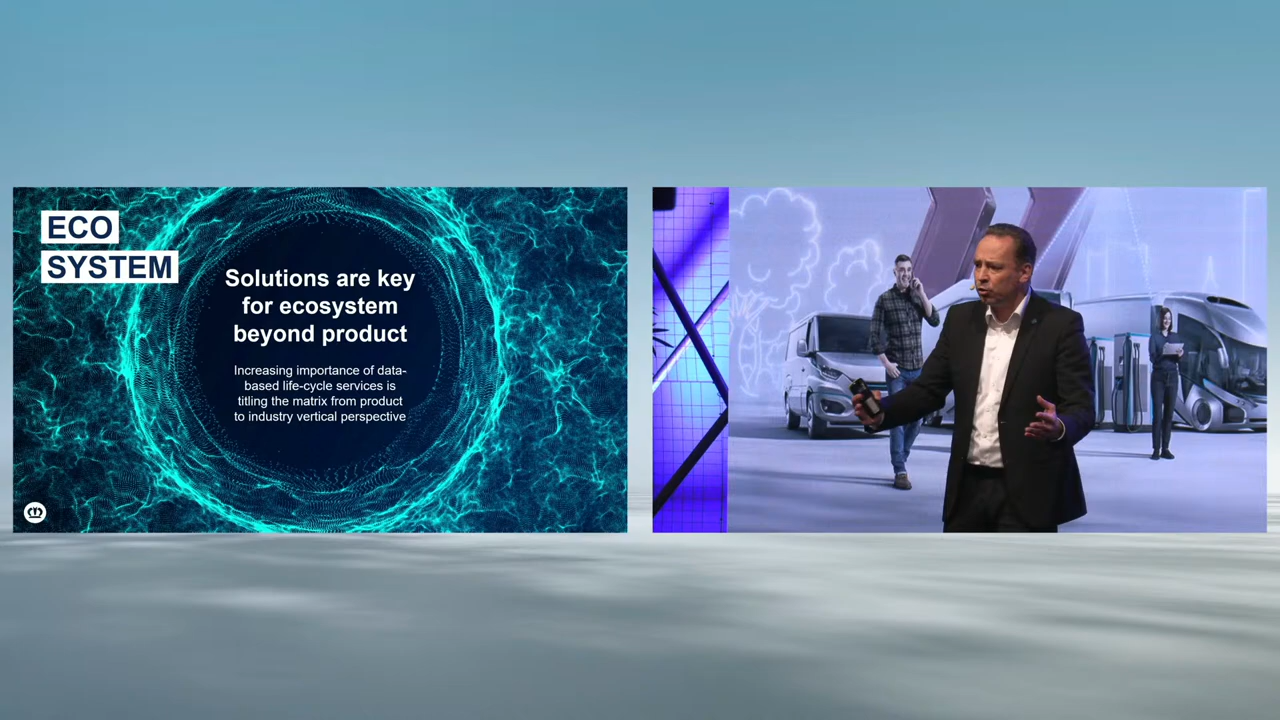 ECO
SYSTEM
Solutions are key
for ecosystem
beyond product
Increasing importance of data-
based life-cycle services is
titling the matrix from product
to industry vertical perspective